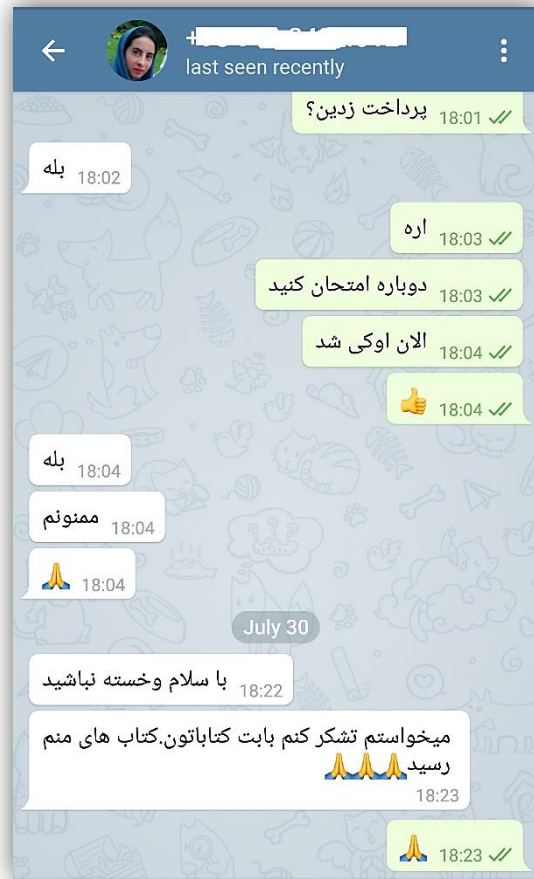 last seen recently
پرداخت زدین؟
18:01
بله
18:02
اره
18:03
دوباره امتحان کنید
18:03
الان اوکی شد
18:04
👍
18:04
بله
18:04
ممنونم
18:04
🙏
18:04
July 30
با سلام وخسته نباشید
18:22
میخواستم تشکر کنم بابت کتاباتون.کتاب های منم
رسید🙏🙏🙏
18:23
🙏
18:23